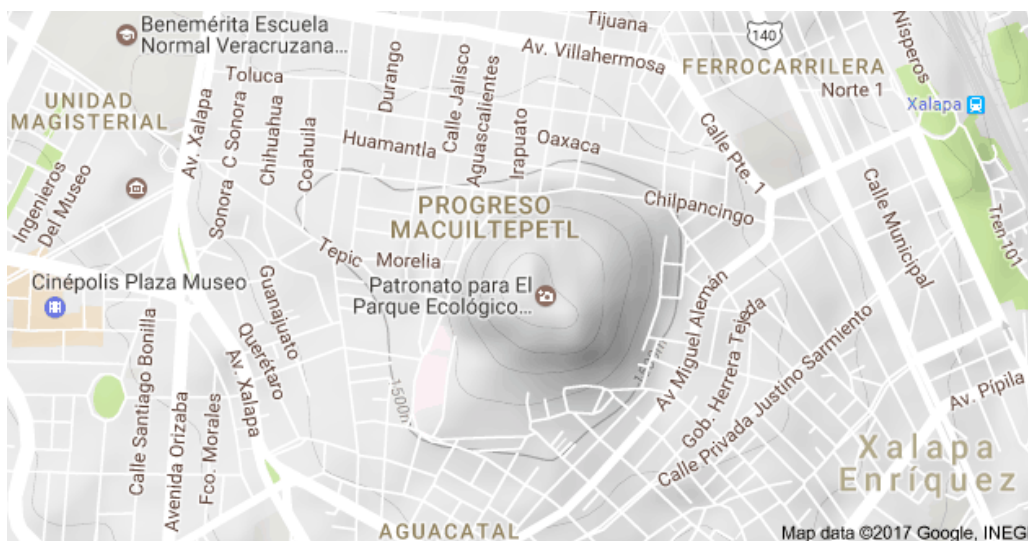 Benemérita Escuela
Normal Veracruzana...
Tijuana
140
Nísperos
Av. Villahermosa
FERROCARRILERA
Norte 1
Xalapa
Toluca
Durango
Calle Jalisco
Aguascalientes
Irapuato
Oaxaca
UNIDAD
MAGISTERIAL
Av. Xalapa
Sonora
C Sonora
Chihuahua
Coahuila
Huamantla
Calle Pte. 1
Ingenieros
Del Museo
PROGRESO
MACUILTEPETL
Chilpancingo
Calle Municipal
Tren 101
Tepic
Morelia
Cinépolis Plaza Museo
Patronato para El
Parque Ecológico...
Guanajuato
Querétaro
Av. Xalapa
Calle Santiago Bonilla
Avenida Orizaba
Fco. Morales
1500m
Av Miguel Alemán
Gob. Herrera Tejeda
Calle Privada Justino Sarmiento
Av. Pípila
Xalapa
Enríquez
AGUACATAL
Map data ©2017 Google, INEG